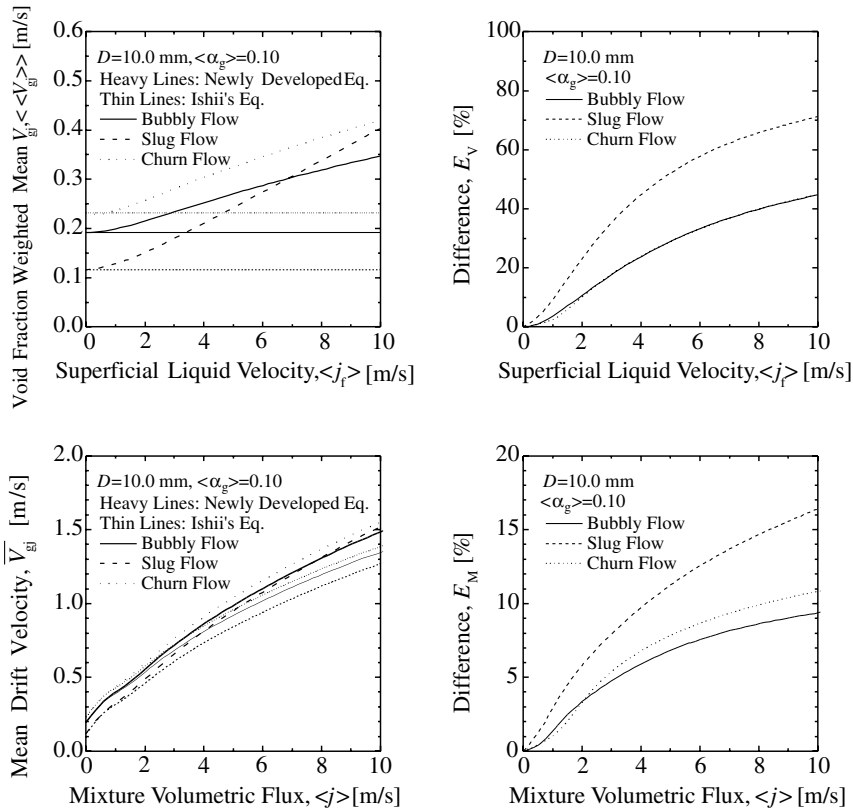 Void Fraction Weighted Mean V_gj, <<V_gj>> [m/s]
0.6
0.5
0.4
0.3
0.2
0.1
0.0
D=10.0 mm, <α_g>=0.10
Heavy Lines: Newly Developed Eq.
Thin Lines: Ishii's Eq.
Bubbly Flow
Slug Flow
Churn Flow
0 2 4 6 8 10
Superficial Liquid Velocity, <j_f> [m/s]
Difference, E_V [%]
100
80
60
40
20
0
D=10.0 mm
<α_g>=0.10
Bubbly Flow
Slug Flow
Churn Flow
0 2 4 6 8 10
Superficial Liquid Velocity, <j_f> [m/s]
Mean Drift Velocity, V̅_gj [m/s]
2.0
1.5
1.0
0.5
0.0
D=10.0 mm, <α_g>=0.10
Heavy Lines: Newly Developed Eq.
Thin Lines: Ishii's Eq.
Bubbly Flow
Slug Flow
Churn Flow
0 2 4 6 8 10
Mixture Volumetric Flux, <j> [m/s]
Difference, E_M [%]
20
15
10
5
0
D=10.0 mm
<α_g>=0.10
Bubbly Flow
Slug Flow
Churn Flow
0 2 4 6 8 10
Mixture Volumetric Flux, <j> [m/s]